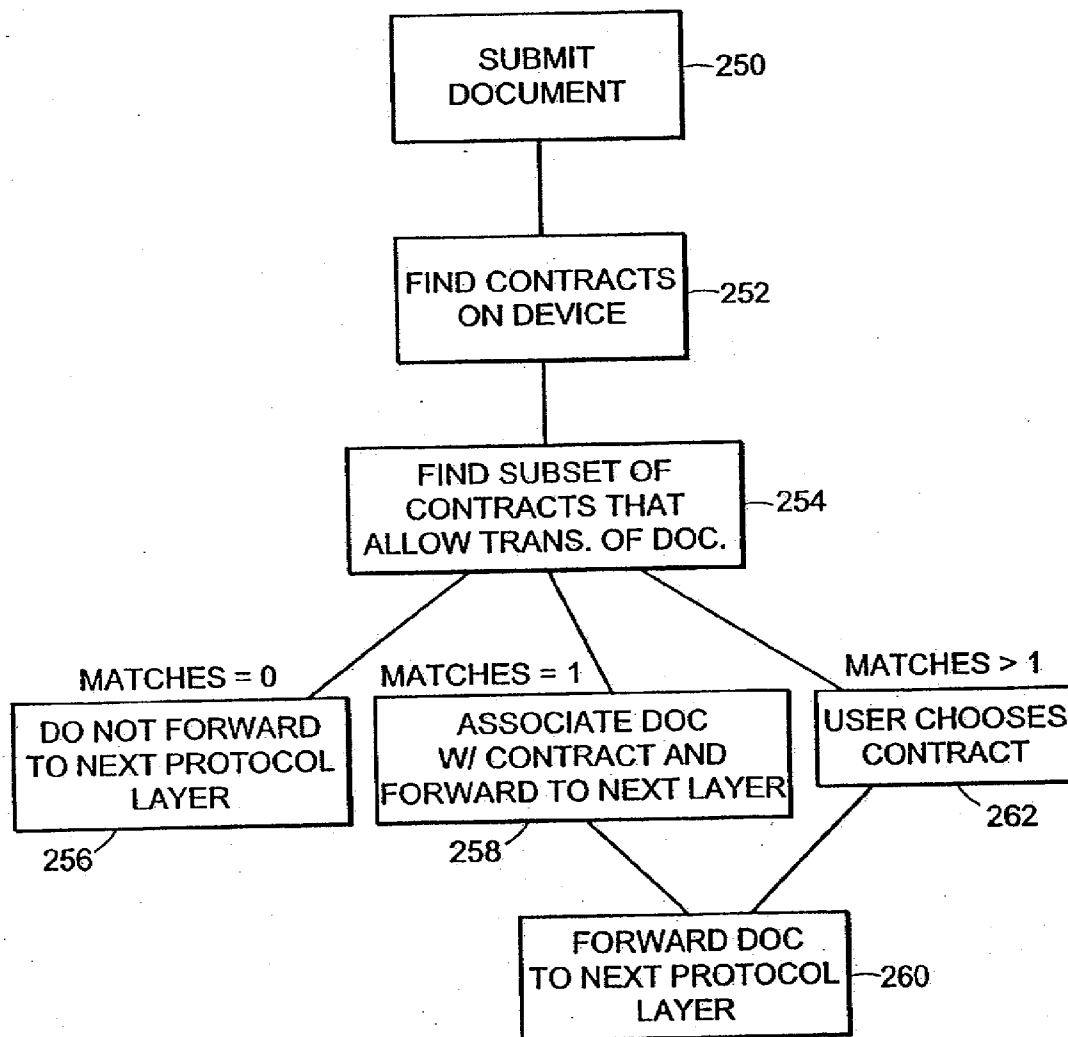 SUBMIT
DOCUMENT
250
FIND CONTRACTS
ON DEVICE
252
FIND SUBSET OF
CONTRACTS THAT
ALLOW TRANS. OF DOC.
254
MATCHES = 0
DO NOT FORWARD
TO NEXT PROTOCOL
LAYER
256
MATCHES = 1
ASSOCIATE DOC
W/ CONTRACT AND
FORWARD TO NEXT LAYER
258
MATCHES > 1
USER CHOOSES
CONTRACT
262
FORWARD DOC
TO NEXT PROTOCOL
LAYER
260